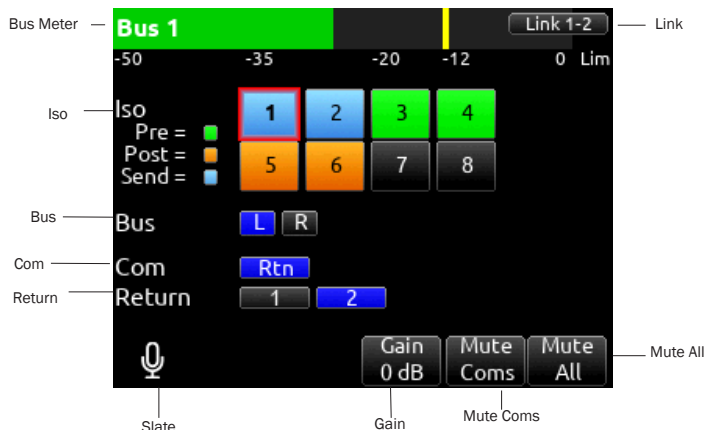 Bus Meter
Bus 1
Link 1-2
Link
-50 -35 -20 -12 0 Lim
Iso
Iso
1 2 3 4
Pre =
Post =
Send =
5 6 7 8
Bus
Bus
L R
Com
Com
Rtn
Return
Return
1 2
Gain 0 dB
Mute Coms
Mute All
Mute All
Slate
Gain
Mute Coms